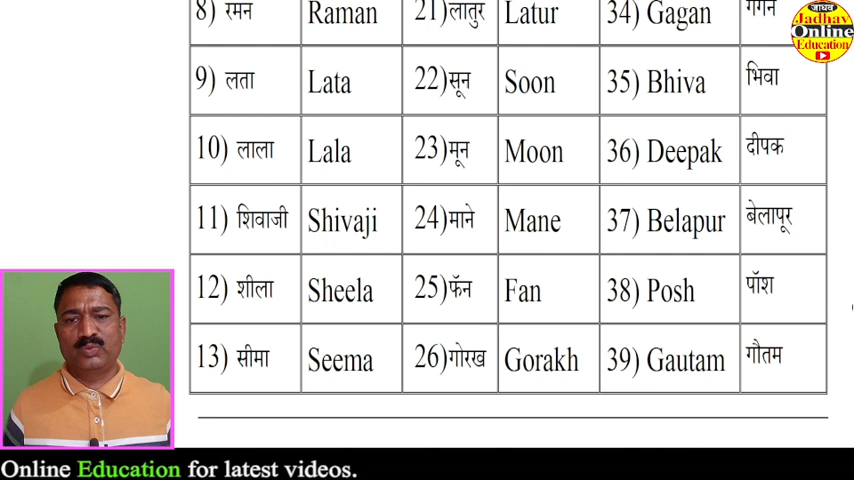 8) रमन Raman 21) लातुर Latur 34) Gagan गगन
9) लता Lata 22) सून Soon 35) Bhiva भिवा
10) लाला Lala 23) मून Moon 36) Deepak दीपक
11) शिवाजी Shivaji 24) माने Mane 37) Belapur बेलापूर
12) शीला Sheela 25) फॅन Fan 38) Posh पॉश
13) सीमा Seema 26) गोरख Gorakh 39) Gautam गौतम
जाधव
Jadhav
Online
Education
Online Education for latest videos.